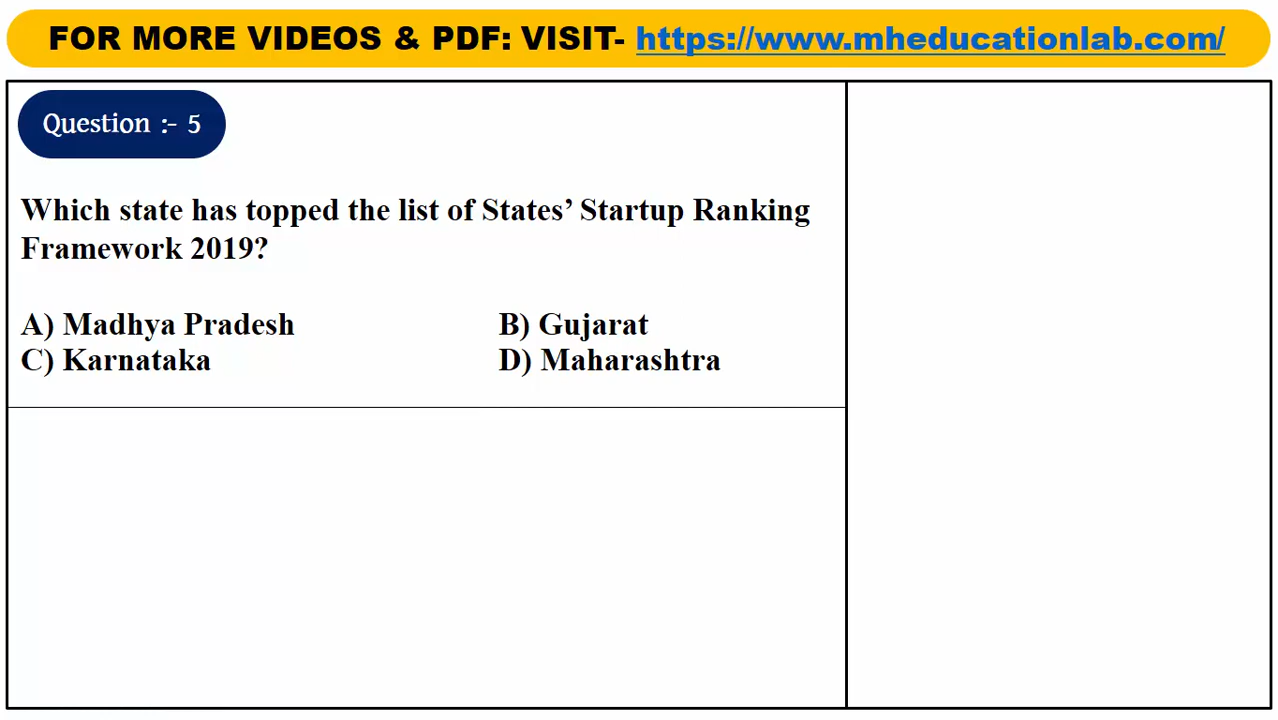 FOR MORE VIDEOS & PDF: VISIT- https://www.mheducationlab.com/
Question :- 5
Which state has topped the list of States’ Startup Ranking
Framework 2019?
A) Madhya Pradesh B) Gujarat
C) Karnataka D) Maharashtra